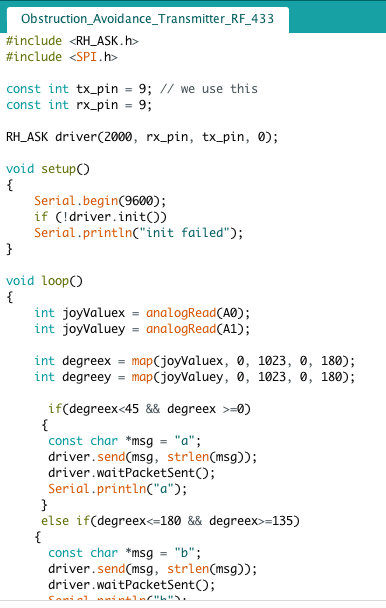 Obstruction_Avoidance_Transmitter_RF_433
#include <RH_ASK.h>
#include <SPI.h>

const int tx_pin = 9; // we use this
const int rx_pin = 9;

RH_ASK driver(2000, rx_pin, tx_pin, 0);

void setup()
{
    Serial.begin(9600);
    if (!driver.init())
    Serial.println("init failed");
}

void loop()
{
    int joyValuex = analogRead(A0);
    int joyValuey = analogRead(A1);

    int degreex = map(joyValuex, 0, 1023, 0, 180);
    int degreey = map(joyValuey, 0, 1023, 0, 180);

      if(degreex<45 && degreex >=0)
     {
      const char *msg = "a";
      driver.send(msg, strlen(msg));
      driver.waitPacketSent();
      Serial.println("a");
     }
     else if(degreex<=180 && degreex>=135)
    {
      const char *msg = "b";
      driver.send(msg, strlen(msg));
      driver.waitPacketSent();
      Serial.println("b");